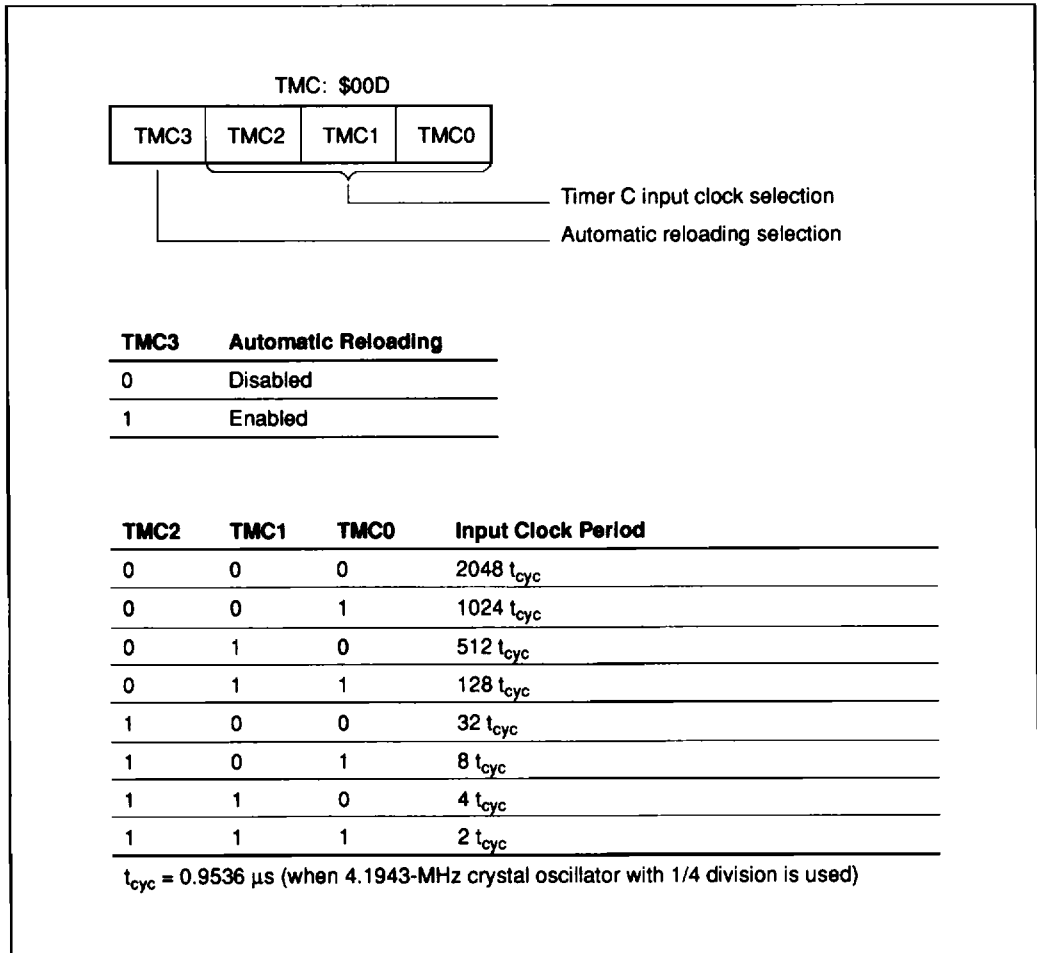 TMC: $00D
TMC3 TMC2 TMC1 TMC0
Timer C input clock selection
Automatic reloading selection
TMC3 Automatic Reloading
0 Disabled
1 Enabled
TMC2 TMC1 TMC0 Input Clock Period
0 0 0 2048 tcyc
0 0 1 1024 tcyc
0 1 0 512 tcyc
0 1 1 128 tcyc
1 0 0 32 tcyc
1 0 1 8 tcyc
1 1 0 4 tcyc
1 1 1 2 tcyc
tcyc = 0.9536 µs (when 4.1943-MHz crystal oscillator with 1/4 division is used)